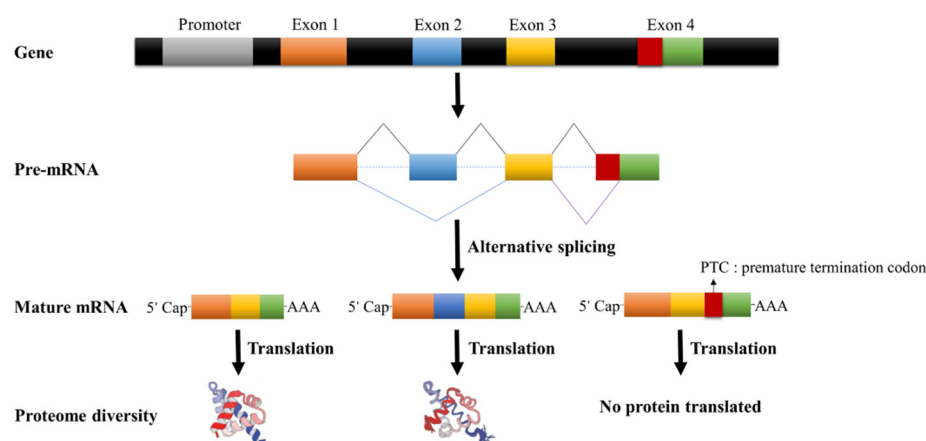 Promoter Exon 1 Exon 2 Exon 3 Exon 4
Gene
Pre-mRNA
Alternative splicing
PTC : premature termination codon
Mature mRNA 5' Cap AAA 5' Cap AAA 5' Cap AAA
Translation Translation Translation
Proteome diversity No protein translated